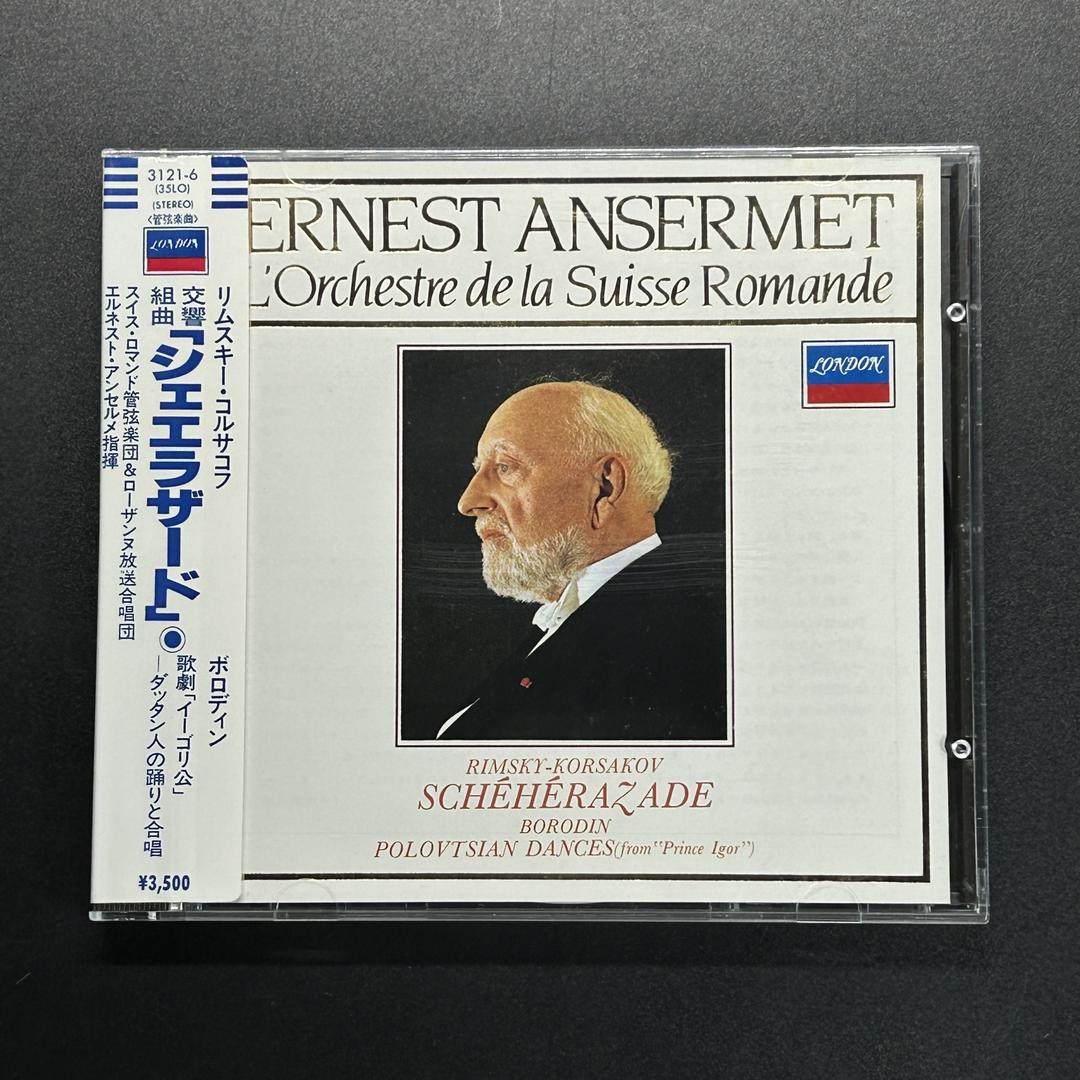 3121-6
(35LO)
(STEREO)
〈管弦楽曲〉
LONDON
リムスキー・コルサコフ
交響
組曲
「シェエラザード」●
ボロディン
歌劇「イーゴリ公」
―ダッタン人の踊りと合唱
スイス・ロマンド管弦楽団&ローザンヌ放送合唱団
エルネスト・アンセルメ指揮
¥3,500
ERNEST ANSERMET
L'Orchestre de la Suisse Romande
LONDON
RIMSKY-KORSAKOV
SCHÉHÉRAZADE
BORODIN
POLOVTSIAN DANCES(from "Prince Igor")